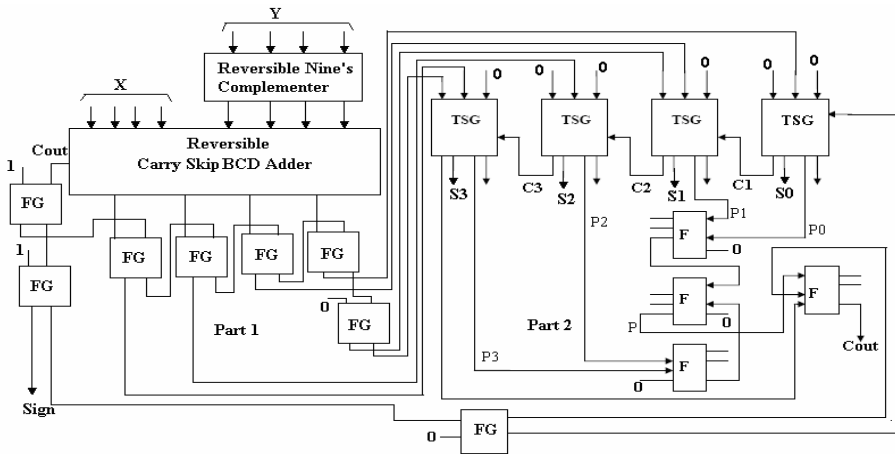 Y
Reversible Nine's
Complementer
X
0 0 0 0 0 0
TSG TSG TSG TSG
Reversible
Carry Skip BCD Adder
Cout
1
FG
S3 C3 S2 C2 S1 C1 S0
P2 P1 P0
F
0
1
FG
FG FG FG FG
F
P 0
F
Cout
0
FG
Part 1
Part 2
P3
F
0
Sign
FG
0